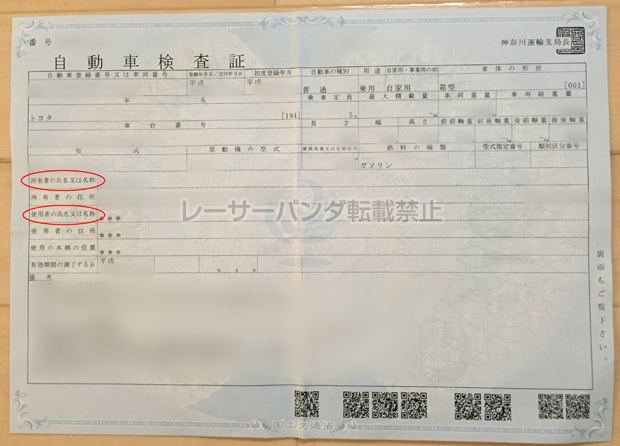 番号
神奈川運輸支局長
自動車検査証
自動車登録番号又は車両番号 登録年月日/交付年月日 初度登録年月 自動車の種別 用途 自家用・事業用の別 車体の形状
平成 平成 普通 乗用 自家用 箱型 [001]
車名 乗車定員 最大積載量 車両重量 車両総重量
トヨタ [194] 5人
車台番号 長さ 幅 高さ 前前軸重 前後軸重 後前軸重 後後軸重
型式 原動機の型式 燃料の種類 型式指定番号 類別区分番号
ガソリン
所有者の氏名又は名称
所有者の住所
使用者の氏名又は名称 ***
使用者の住所 ***
使用の本拠の位置 ***
有効期間の満了する日 平成
備考
レーサーパンダ転載禁止
裏面もご覧下さい。
国土交通省